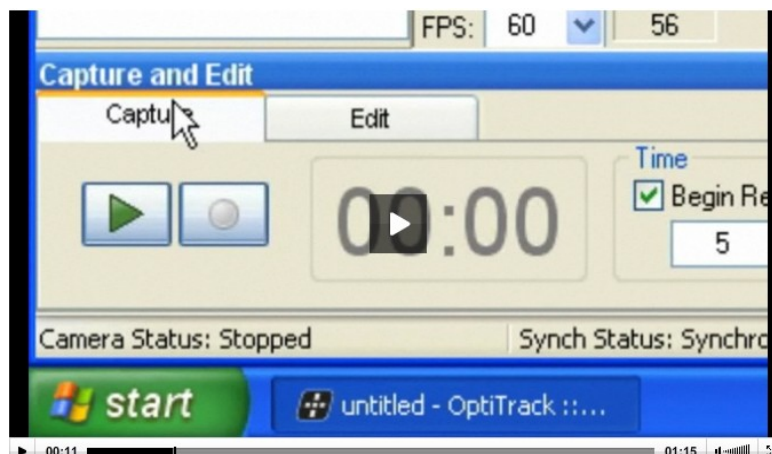 FPS: 60 56
Capture and Edit
Capture Edit
Time
Begin Re
00:00
5
Camera Status: Stopped Synch Status: Synchro
start untitled - OptiTrack ::...
00:11 01:15